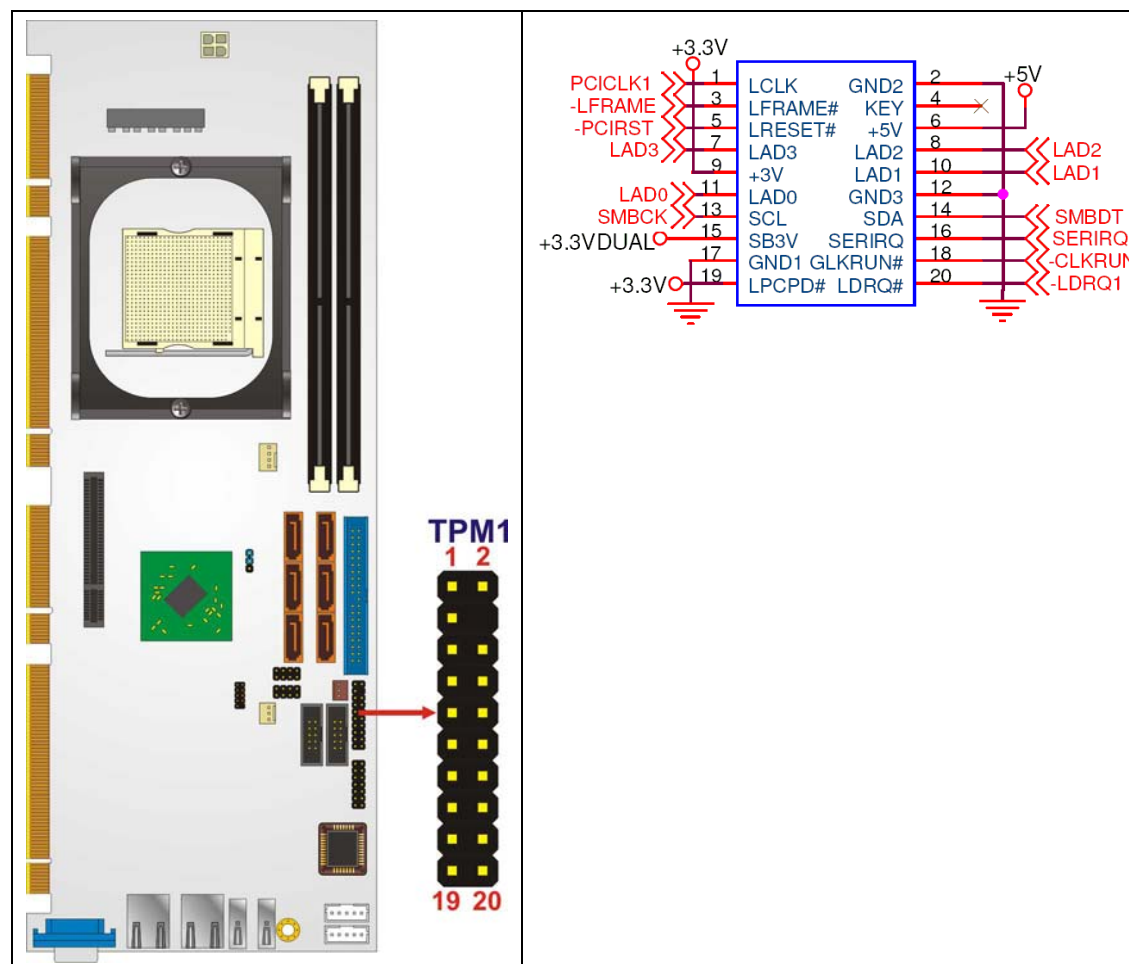 TPM1
1 2
19 20
+3.3V
PCICLK1 1 LCLK GND2 2 +5V
-LFRAME 3 LFRAME# KEY 4
-PCIRST 5 LRESET# +5V 6
LAD3 7 LAD3 LAD2 8 LAD2
9 +3V LAD1 10 LAD1
LAD0 11 LAD0 GND3 12
SMBCK 13 SCL SDA 14 SMBDT
+3.3VDUAL 15 SB3V SERIRQ 16 SERIRQ
17 GND1 GLKRUN# 18 -CLKRUN
+3.3V 19 LPCPD# LDRQ# 20 -LDRQ1